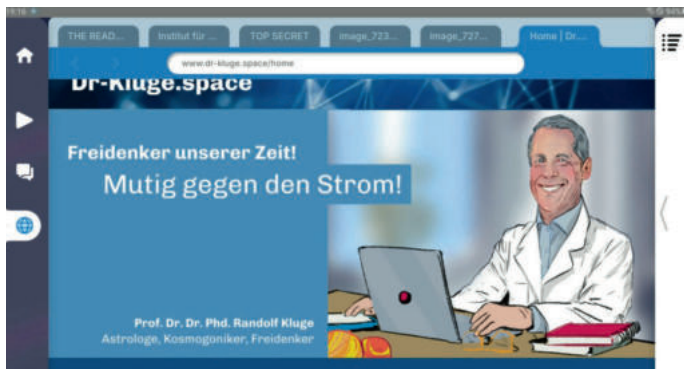 THE READ...
Institut für ...
TOP SECRET
image_723...
image_727...
Home | Dr....
www.dr-kluge.space/home
Dr-Kluge.space
Freidenker unserer Zeit!
Mutig gegen den Strom!
Prof. Dr. Dr. Phd. Randolf Kluge
Astrologe, Kosmogoniker, Freidenker